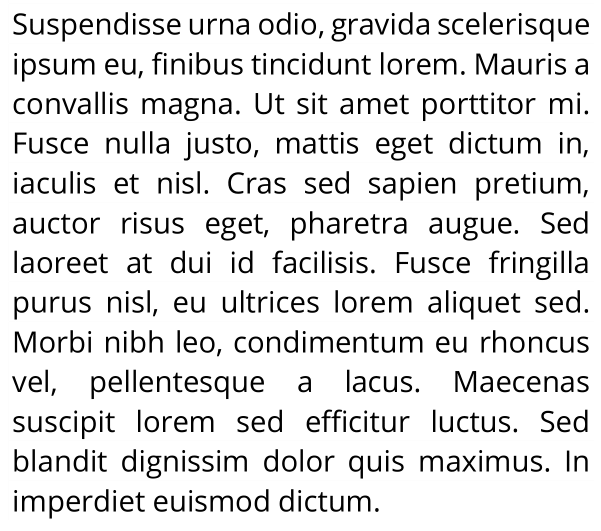 Suspendisse urna odio, gravida scelerisque
ipsum eu, finibus tincidunt lorem. Mauris a
convallis magna. Ut sit amet porttitor mi.
Fusce nulla justo, mattis eget dictum in,
iaculis et nisl. Cras sed sapien pretium,
auctor risus eget, pharetra augue. Sed
laoreet at dui id facilisis. Fusce fringilla
purus nisl, eu ultrices lorem aliquet sed.
Morbi nibh leo, condimentum eu rhoncus
vel, pellentesque a lacus. Maecenas
suscipit lorem sed efficitur luctus. Sed
blandit dignissim dolor quis maximus. In
imperdiet euismod dictum.